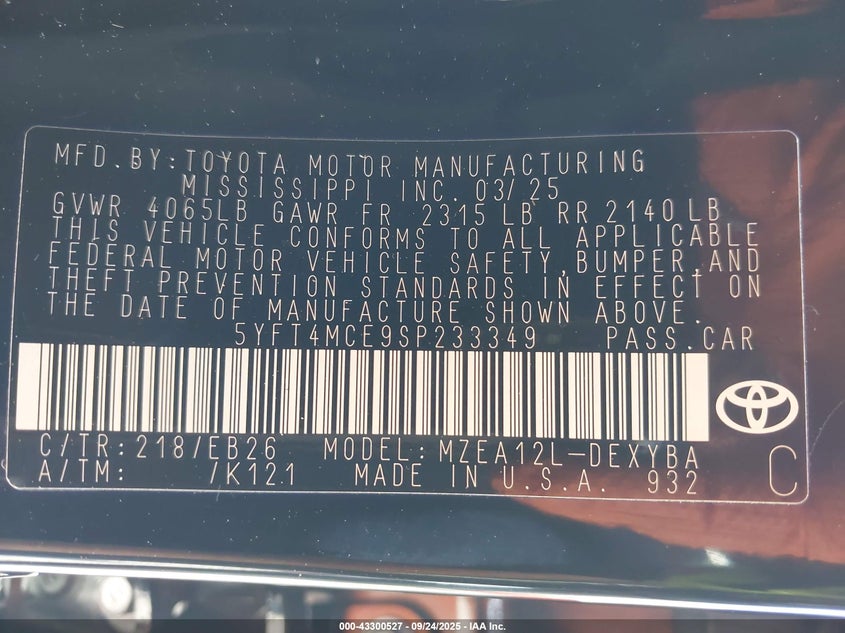 MFD.BY:TOYOTA MOTOR MANUFACTURING
MISSISSIPPI INC. 03/25
GVWR 4065LB GAWR FR 2315 LB RR 2140LB
THIS VEHICLE CONFORMS TO ALL APPLICABLE
FEDERAL MOTOR VEHICLE SAFETY,BUMPER,AND
THEFT PREVENTION STANDARDS IN EFFECT ON
THE DATE OF MANUFACTURE SHOWN ABOVE.
5YFT4MCE9SP233349 PASS.CAR
C/TR:218/EB26 MODEL:MZEA12L-DEXYBA
A/TM: /K121 MADE IN U.S.A. 932 C
000-43300527 - 09/24/2025 - IAA Inc.